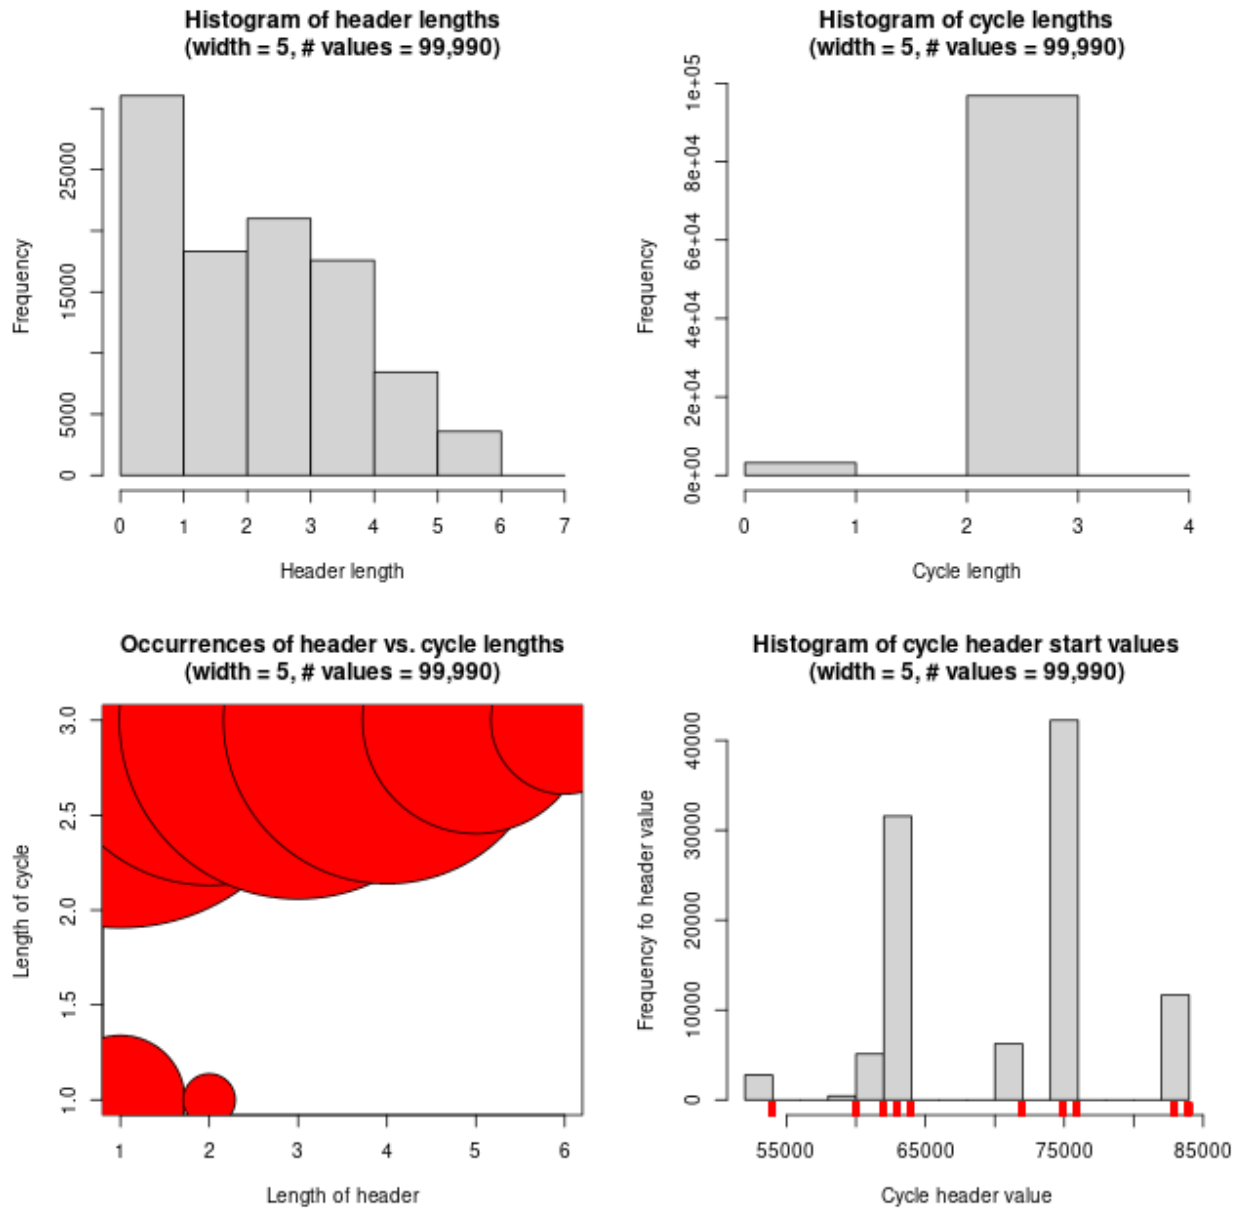 Histogram of header lengths
(width = 5, # values = 99,990)
Frequency
0
5000
15000
25000
0 1 2 3 4 5 6 7
Header length
Histogram of cycle lengths
(width = 5, # values = 99,990)
Frequency
0e+00
2e+04
4e+04
6e+04
8e+04
1e+05
0 1 2 3 4
Cycle length
Occurrences of header vs. cycle lengths
(width = 5, # values = 99,990)
Length of cycle
1.0
1.5
2.0
2.5
3.0
1 2 3 4 5 6
Length of header
Histogram of cycle header start values
(width = 5, # values = 99,990)
Frequency fo header value
0
10000
20000
30000
40000
55000 65000 75000 85000
Cycle header value